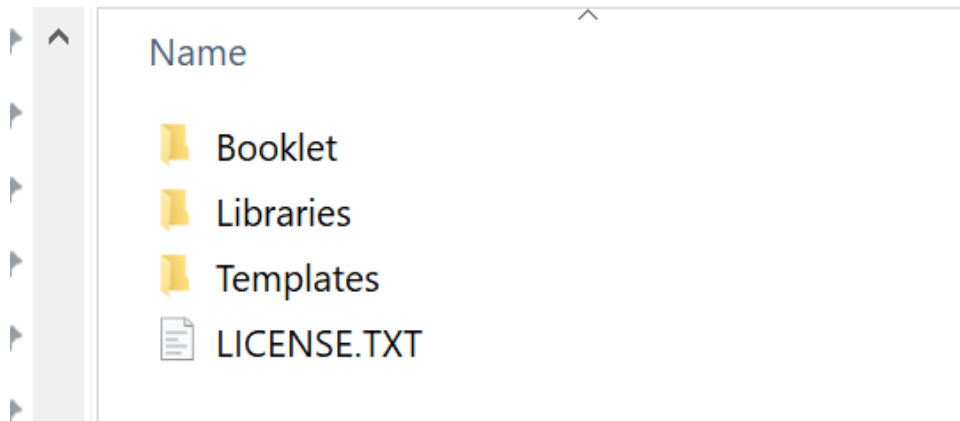 Name
Booklet
Libraries
Templates
LICENSE.TXT